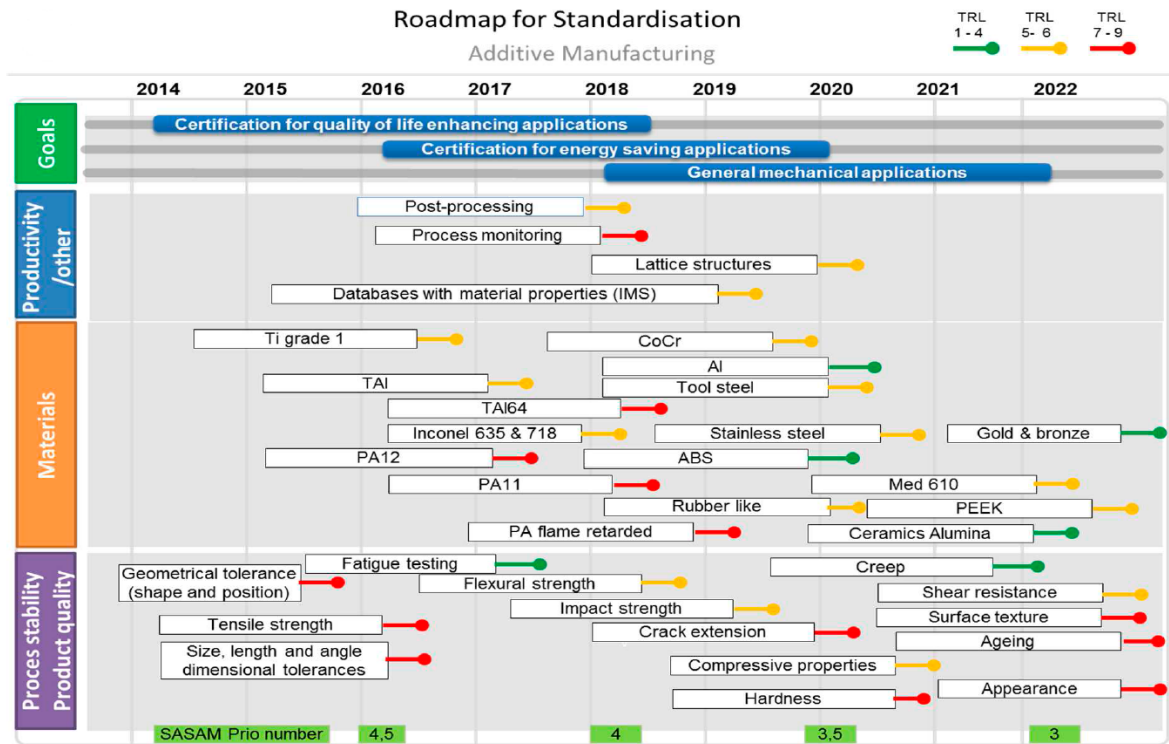 Roadmap for Standardisation
Additive Manufacturing
TRL
1 - 4
TRL
5- 6
TRL
7 - 9
2014 2015 2016 2017 2018 2019 2020 2021 2022
Goals
Certification for quality of life enhancing applications
Certification for energy saving applications
General mechanical applications
Productivity
/other
Post-processing
Process monitoring
Lattice structures
Databases with material properties (IMS)
Materials
Ti grade 1
CoCr
Al
TAl
Tool steel
TAl64
Inconel 635 & 718
Stainless steel
Gold & bronze
PA12
ABS
PA11
Med 610
Rubber like
PEEK
PA flame retarded
Ceramics Alumina
Proces stability
Product quality
Fatigue testing
Creep
Geometrical tolerance
(shape and position)
Flexural strength
Shear resistance
Impact strength
Surface texture
Tensile strength
Crack extension
Ageing
Size, length and angle
dimensional tolerances
Compressive properties
Hardness
Appearance
SASAM Prio number
4,5
4
3,5
3